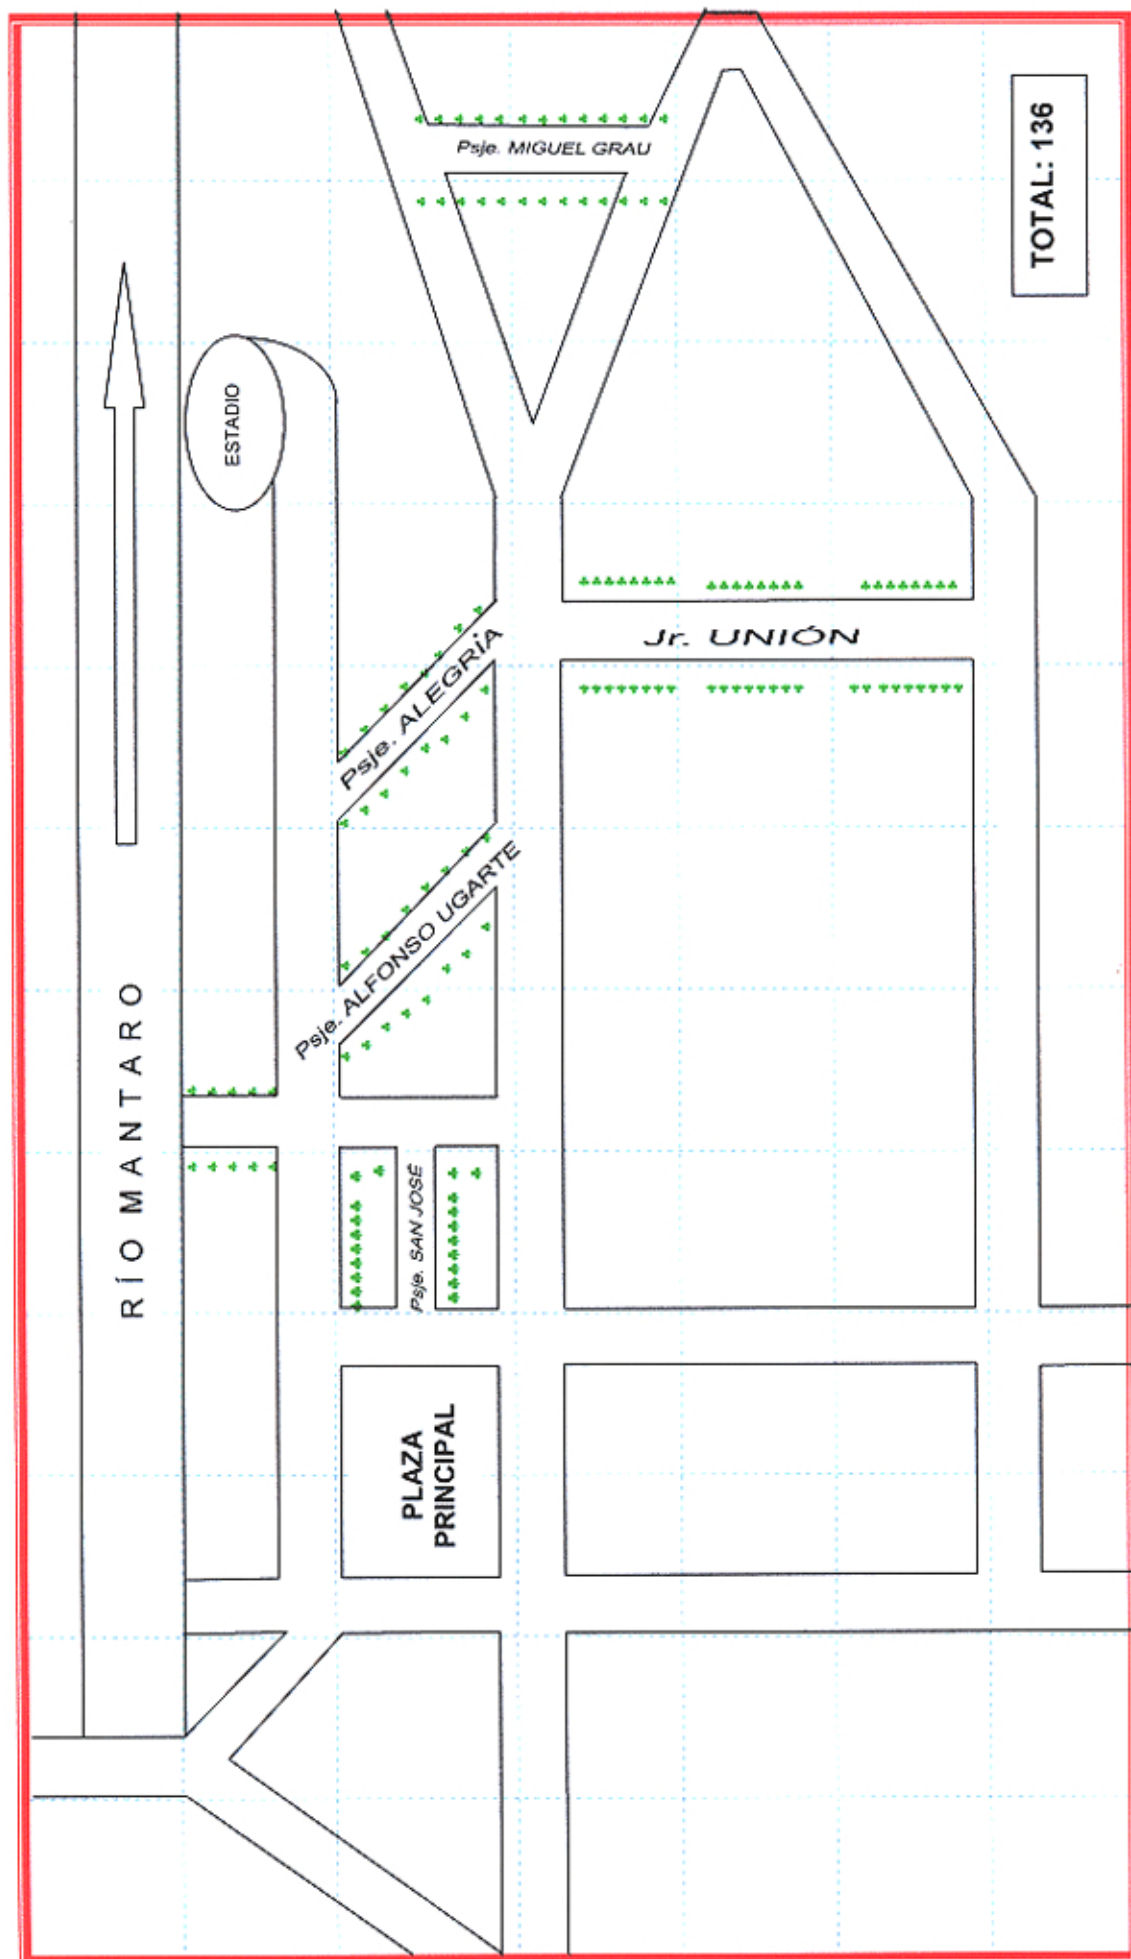 Psje. MIGUEL GRAU
TOTAL: 136
ESTADIO
Psje. ALEGRÍA
Jr. UNIÓN
Psje. ALFONSO UGARTE
RÍO MANTARO
Psje. SAN JOSÉ
PLAZA
PRINCIPAL